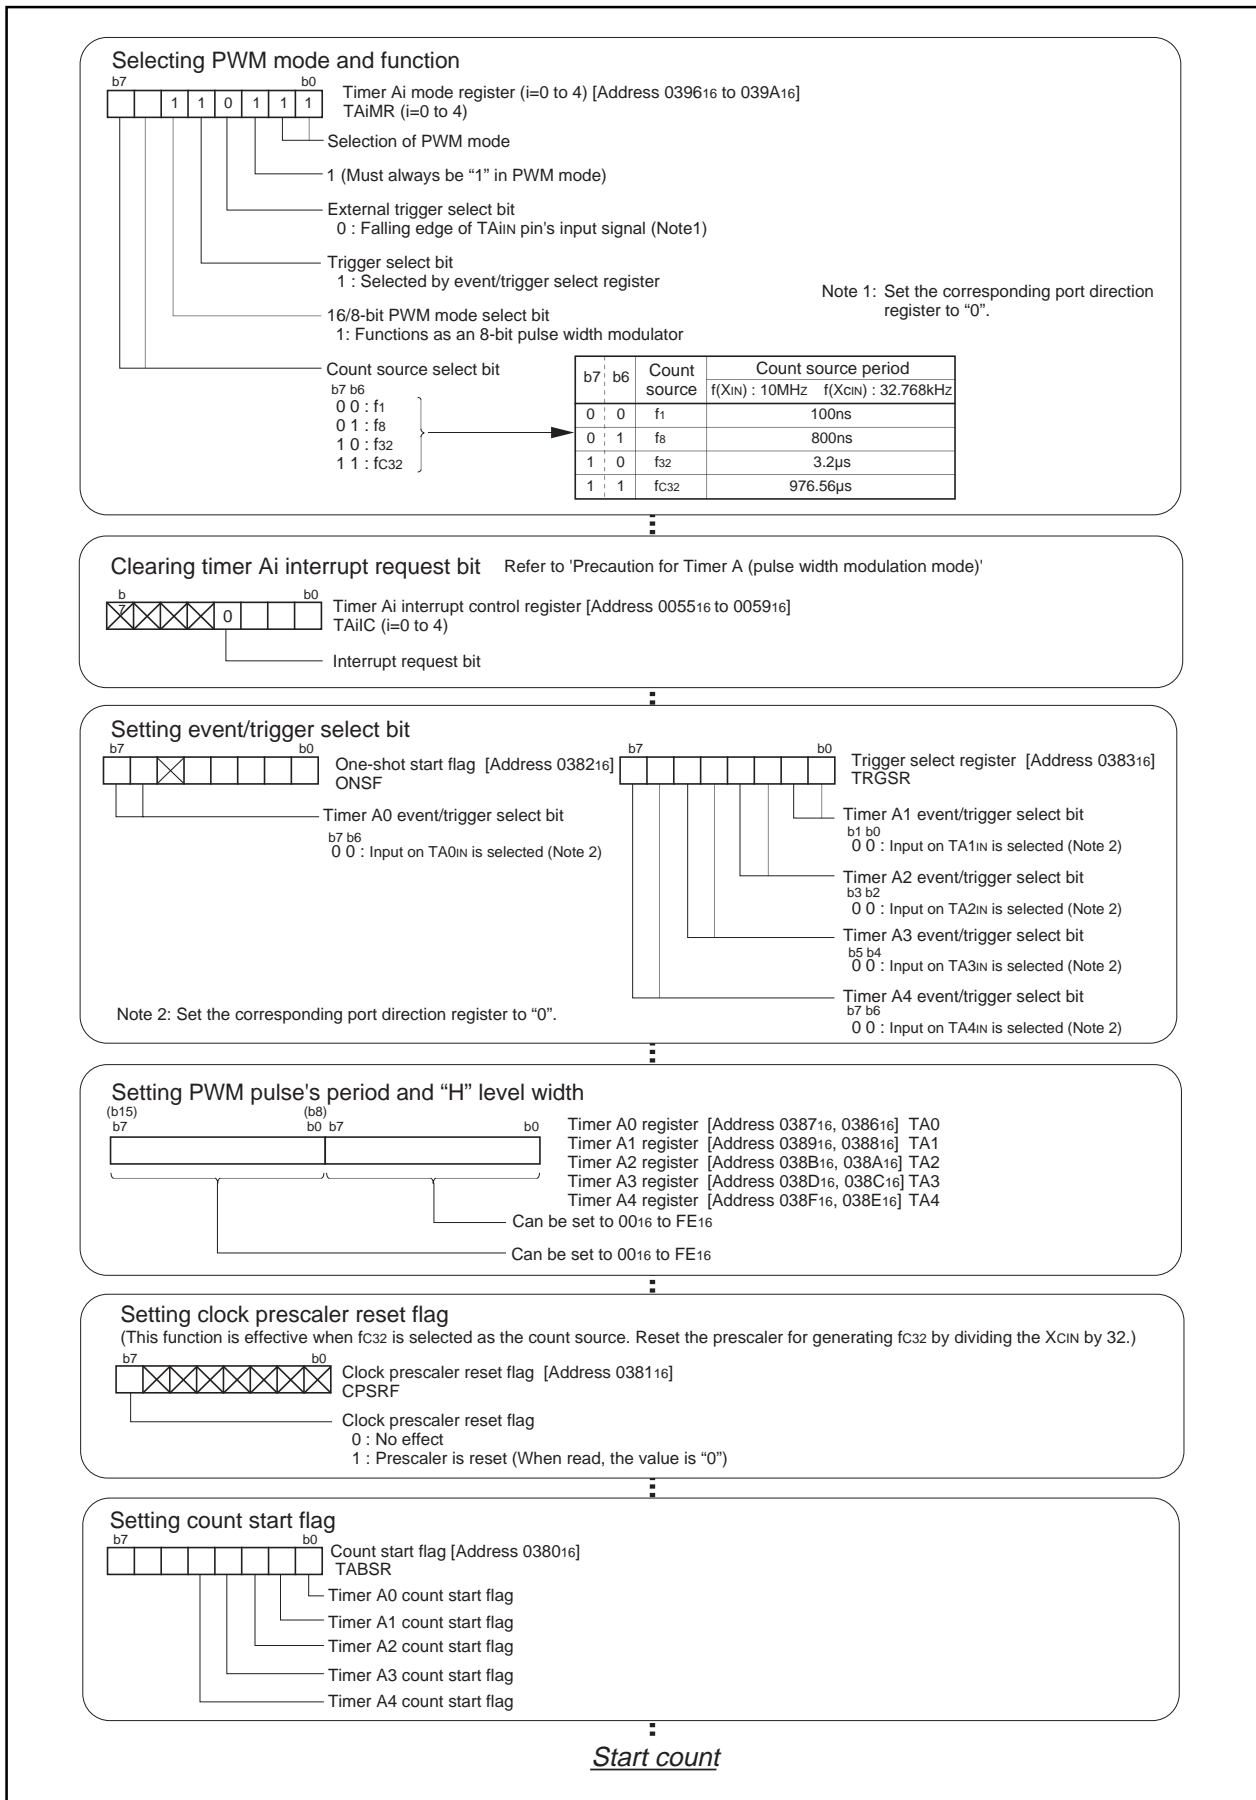 Selecting PWM mode and function
b7 b0
1 1 0 1 1 1
Timer Ai mode register (i=0 to 4) [Address 039616 to 039A16]
TAiMR (i=0 to 4)
Selection of PWM mode
1 (Must always be “1” in PWM mode)
External trigger select bit
0 : Falling edge of TAiIN pin's input signal (Note1)
Trigger select bit
1 : Selected by event/trigger select register
Note 1: Set the corresponding port direction
register to “0”.
16/8-bit PWM mode select bit
1: Functions as an 8-bit pulse width modulator
Count source select bit
b7 b6
0 0 : f1
0 1 : f8
1 0 : f32
1 1 : fC32
b7 b6 Count source Count source period
f(XIN) : 10MHz f(XCIN) : 32.768kHz
0 0 f1 100ns
0 1 f8 800ns
1 0 f32 3.2µs
1 1 fC32 976.56µs
Clearing timer Ai interrupt request bit Refer to 'Precaution for Timer A (pulse width modulation mode)'
b7 b0
0
Timer Ai interrupt control register [Address 005516 to 005916]
TAiIC (i=0 to 4)
Interrupt request bit
Setting event/trigger select bit
b7 b0
One-shot start flag [Address 038216]
ONSF
Timer A0 event/trigger select bit
b7 b6
0 0 : Input on TA0IN is selected (Note 2)
Note 2: Set the corresponding port direction register to “0”.
b7 b0
Trigger select register [Address 038316]
TRGSR
Timer A1 event/trigger select bit
b1 b0
0 0 : Input on TA1IN is selected (Note 2)
Timer A2 event/trigger select bit
b3 b2
0 0 : Input on TA2IN is selected (Note 2)
Timer A3 event/trigger select bit
b5 b4
0 0 : Input on TA3IN is selected (Note 2)
Timer A4 event/trigger select bit
b7 b6
0 0 : Input on TA4IN is selected (Note 2)
Setting PWM pulse's period and “H” level width
(b15) (b8)
b7 b0 b7 b0
Timer A0 register [Address 038716, 038616] TA0
Timer A1 register [Address 038916, 038816] TA1
Timer A2 register [Address 038B16, 038A16] TA2
Timer A3 register [Address 038D16, 038C16] TA3
Timer A4 register [Address 038F16, 038E16] TA4
Can be set to 0016 to FE16
Can be set to 0016 to FE16
Setting clock prescaler reset flag
(This function is effective when fC32 is selected as the count source. Reset the prescaler for generating fC32 by dividing the XCIN by 32.)
b7 b0
Clock prescaler reset flag [Address 038116]
CPSRF
Clock prescaler reset flag
0 : No effect
1 : Prescaler is reset (When read, the value is “0”)
Setting count start flag
b7 b0
Count start flag [Address 038016]
TABSR
Timer A0 count start flag
Timer A1 count start flag
Timer A2 count start flag
Timer A3 count start flag
Timer A4 count start flag
Start count